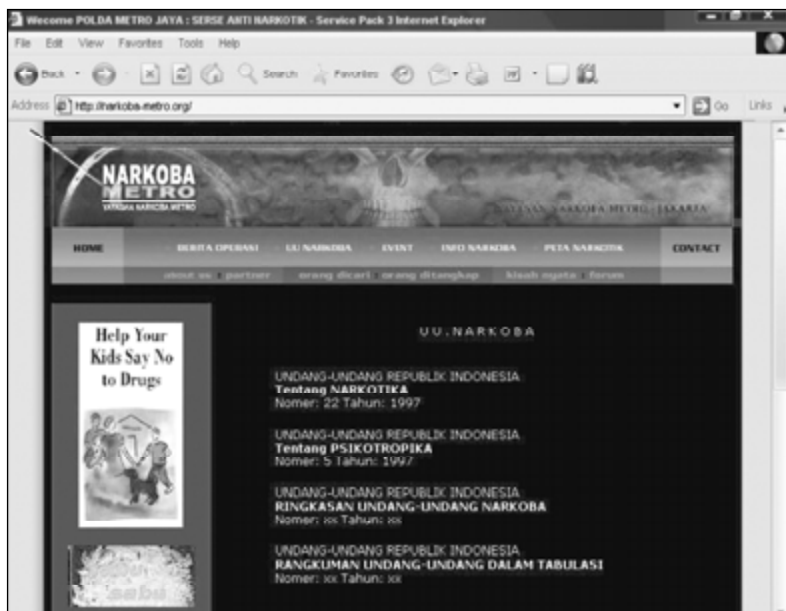 Wecome POLDA METRO JAYA : SERSE ANTI NARKOTIK - Service Pack 3 Internet Explorer
File Edit View Favorites Tools Help
Back Search Favorites
Address http://narkoba-metro.org/ Go Links
NARKOBA
METRO
YAYASAN NARKOBA METRO
YAYASAN NARKOBA METRO - JAKARTA
HOME BERITA OPERASI UU NARKOBA EVENT INFO NARKOBA PETA NARKOTIK CONTACT
about us : partner orang dicari : orang ditangkap kisah nyata : forum
Help Your
Kids Say No
to Drugs
UU.NARKOBA
UNDANG-UNDANG REPUBLIK INDONESIA
Tentang NARKOTIKA
Nomer: 22 Tahun: 1997
UNDANG-UNDANG REPUBLIK INDONESIA
Tentang PSIKOTROPIKA
Nomer: 5 Tahun: 1997
UNDANG-UNDANG REPUBLIK INDONESIA
RINGKASAN UNDANG-UNDANG NARKOBA
Nomer: xx Tahun: xx
UNDANG-UNDANG REPUBLIK INDONESIA
RANGKUMAN UNDANG-UNDANG DALAM TABULASI
Nomer: xx Tahun: xx
sabu